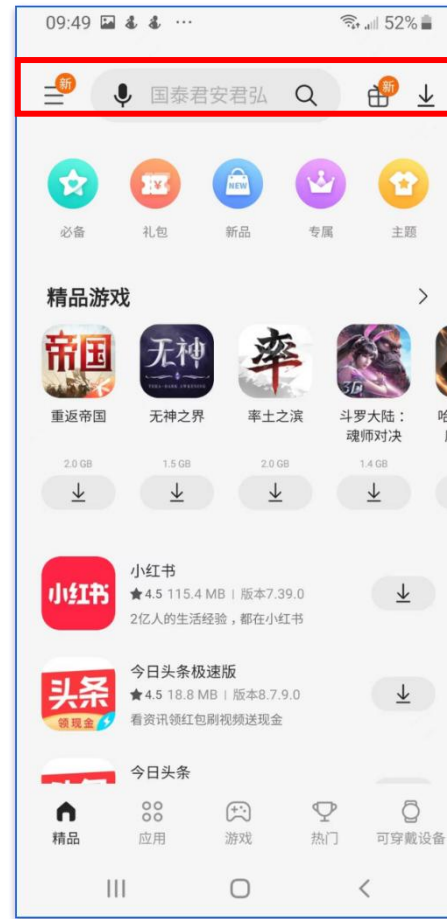 09:49 52%
新 国泰君安君弘 新
NEW
必备 礼包 新品 专属 主题
精品游戏
帝国 无神 率 3D
重返帝国 无神之界 率土之滨 斗罗大陆：
魂师对决
2.0 GB 1.5 GB 2.0 GB 1.4 GB
小红书
小红书
★4.5 115.4 MB | 版本7.39.0
2亿人的生活经验，都在小红书
头条
领现金
今日头条极速版
★4.5 18.8 MB | 版本8.7.9.0
看资讯领红包刷视频送现金
今日头条
精品 应用 游戏 热门 可穿戴设备